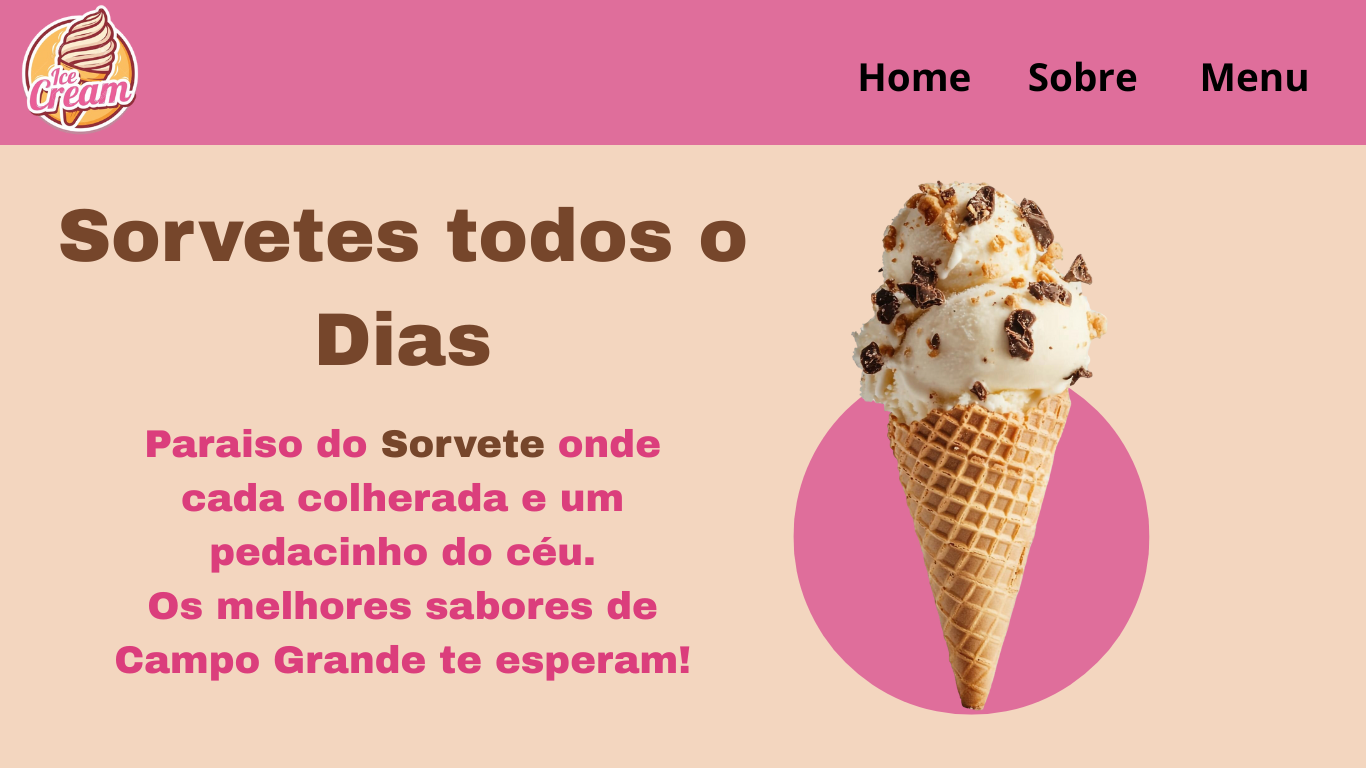 Ice
Cream
Home Sobre Menu
Sorvetes todos o
Dias
Paraiso do Sorvete onde
cada colherada e um
pedacinho do céu.
Os melhores sabores de
Campo Grande te esperam!